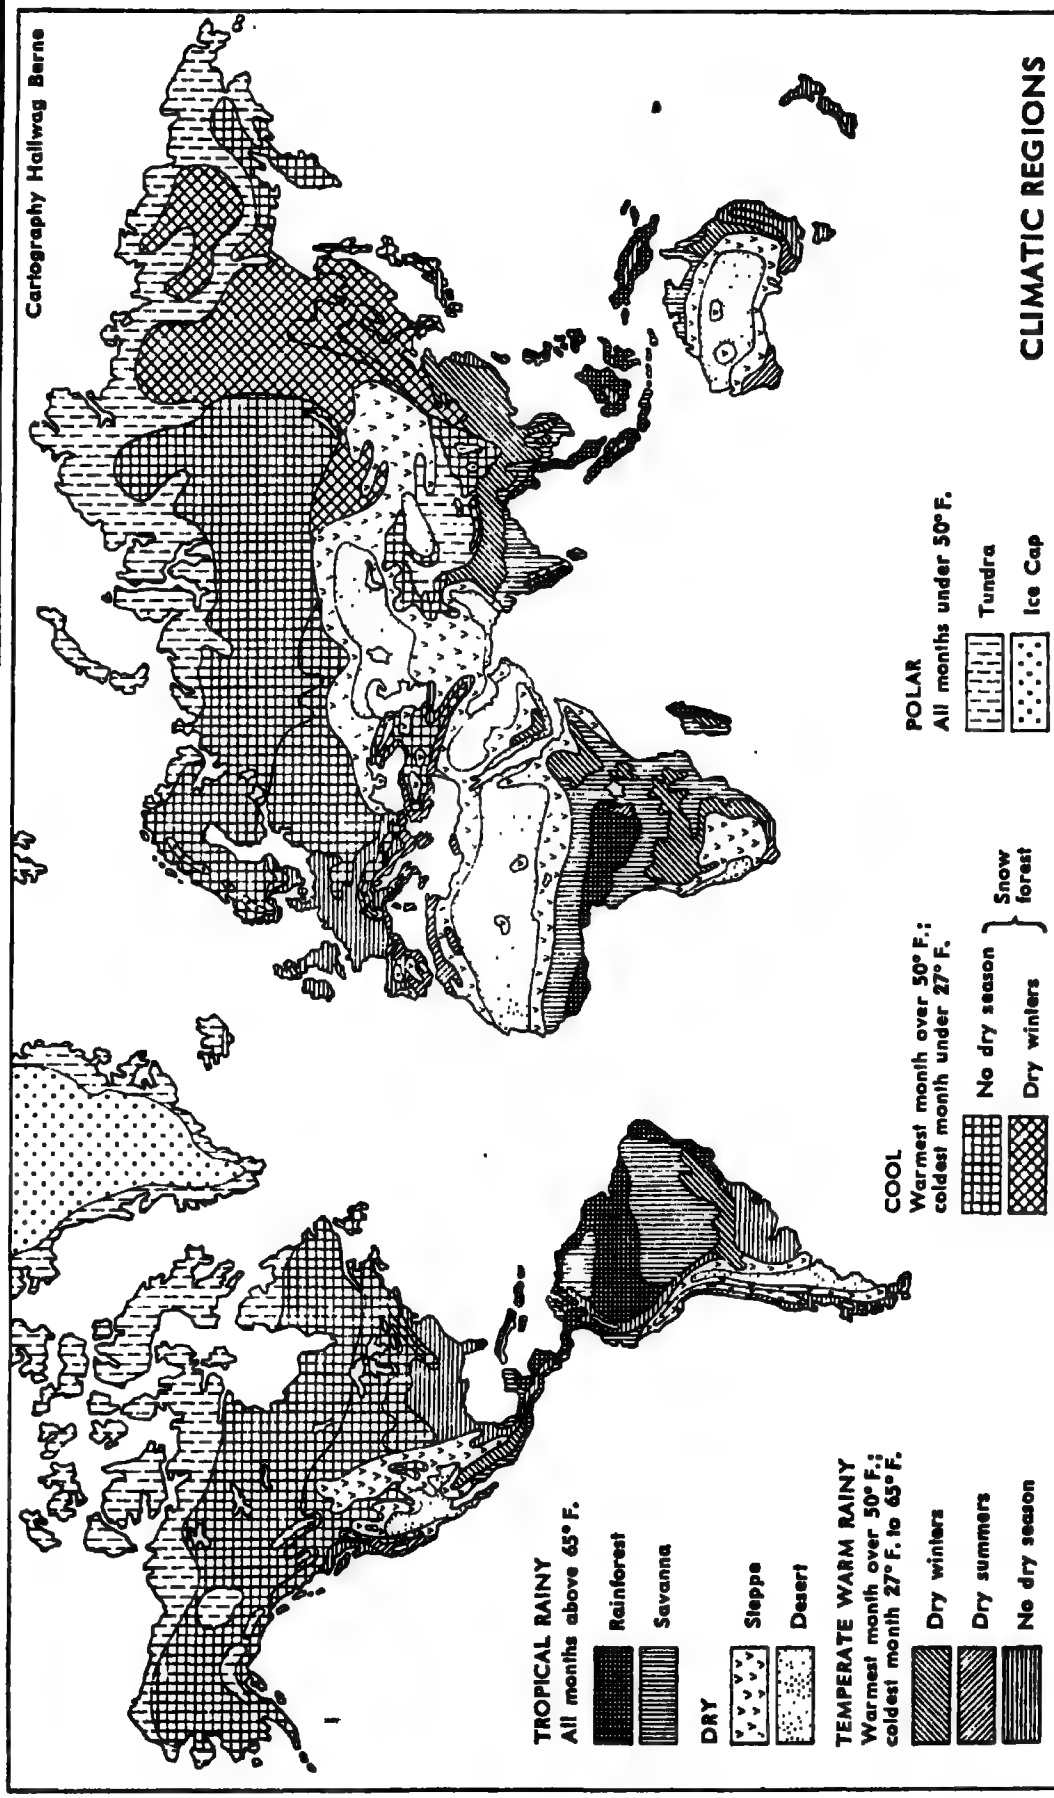 Cartography Hallwag Berne
CLIMATIC REGIONS
TROPICAL RAINY
All months above 65° F.
Rainforest
Savanna
DRY
Steppe
Desert
TEMPERATE WARM RAINY
Warmest month over 50° F.;
coldest month 27° F. to 65° F.
Dry winters
Dry summers
No dry season
COOL
Warmest month over 50° F.;
coldest month under 27° F.
No dry season
Dry winters
Snow
forest
POLAR
All months under 50° F.
Tundra
Ice Cap